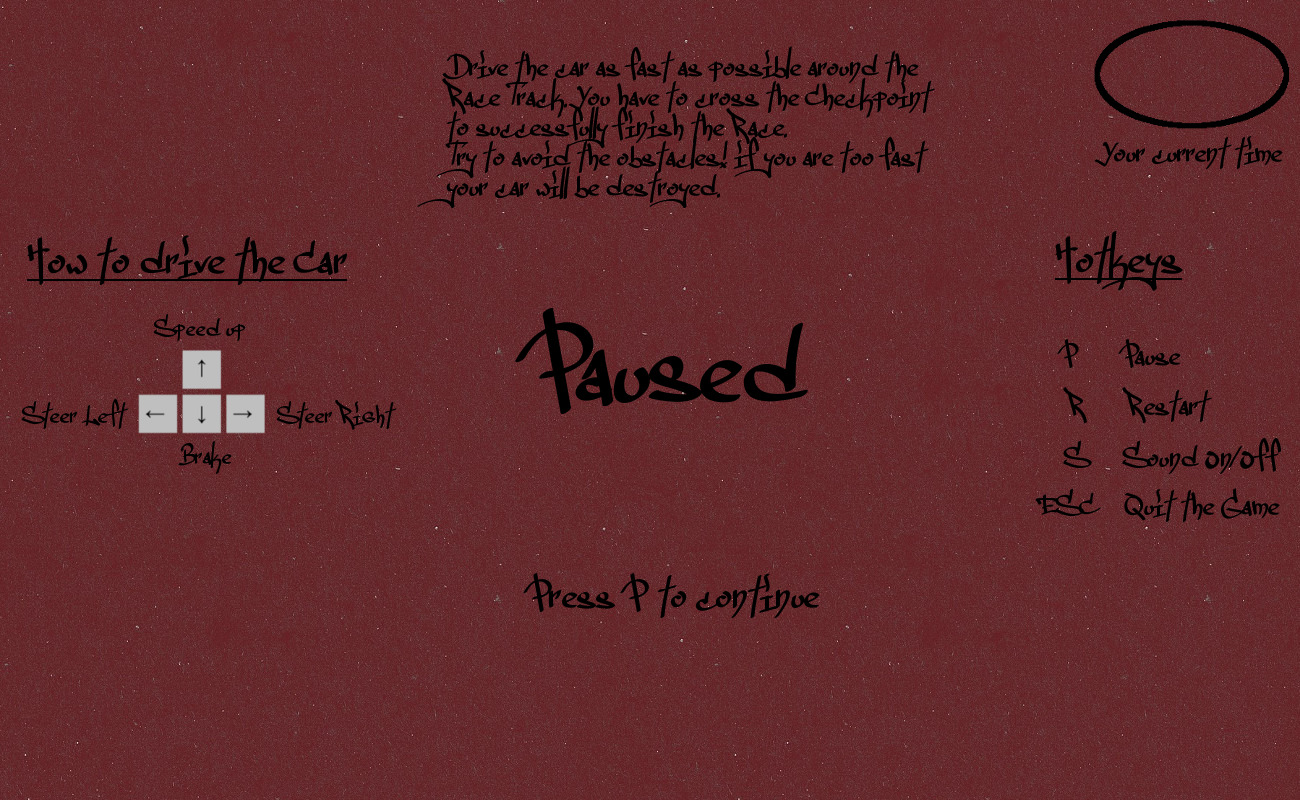 Drive the car as fast as possible around the
Race Track. You have to cross the Checkpoint
to successfully finish the Race.
Try to avoid the obstacles! If you are too fast
your car will be destroyed.
Your current time
How to drive the Car
Speed up
↑
Steer Left ← ↓ → Steer Right
Brake
Paused
Press P to continue
Hotkeys
P Pause
R Restart
S Sound On/Off
ESC Quit the Game